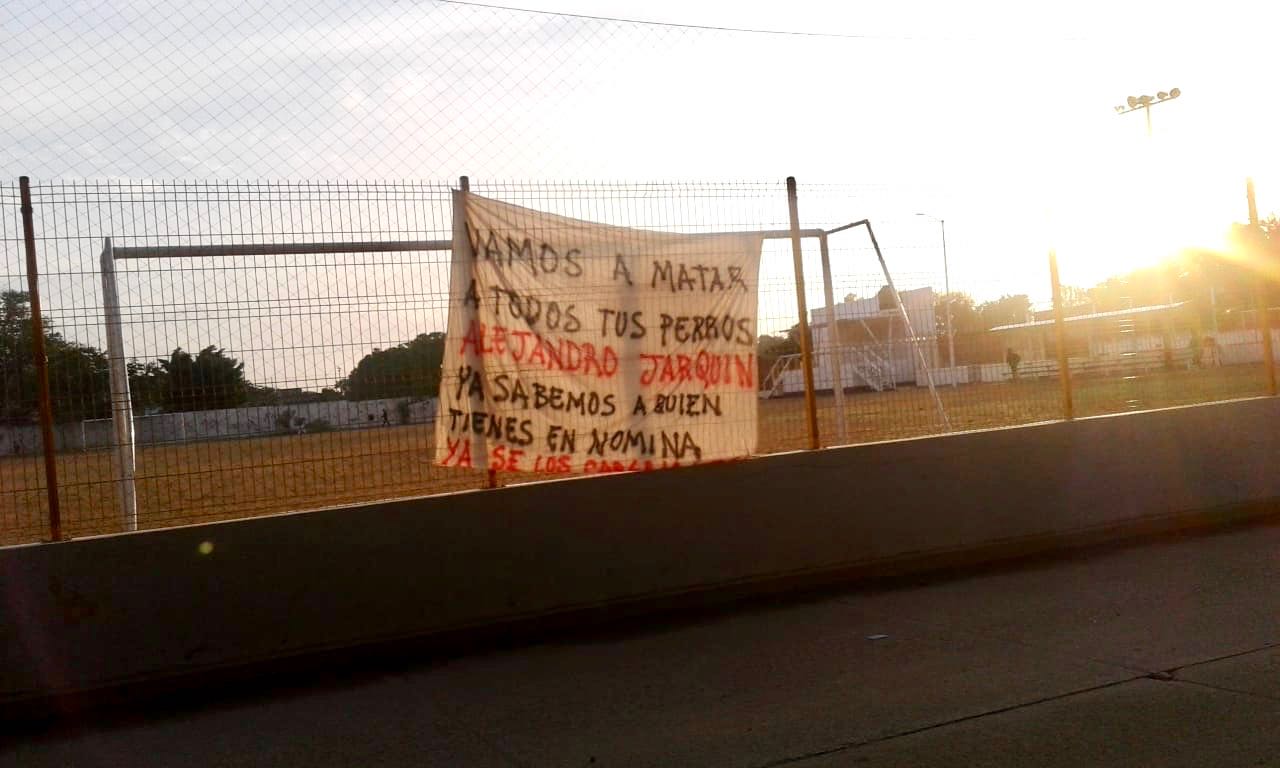 VAMOS A MATAR
A TODOS TUS PERROS
ALEJANDRO JARQUIN
YA SABEMOS A QUIEN
TIENES EN NOMINA
YA SE LOS